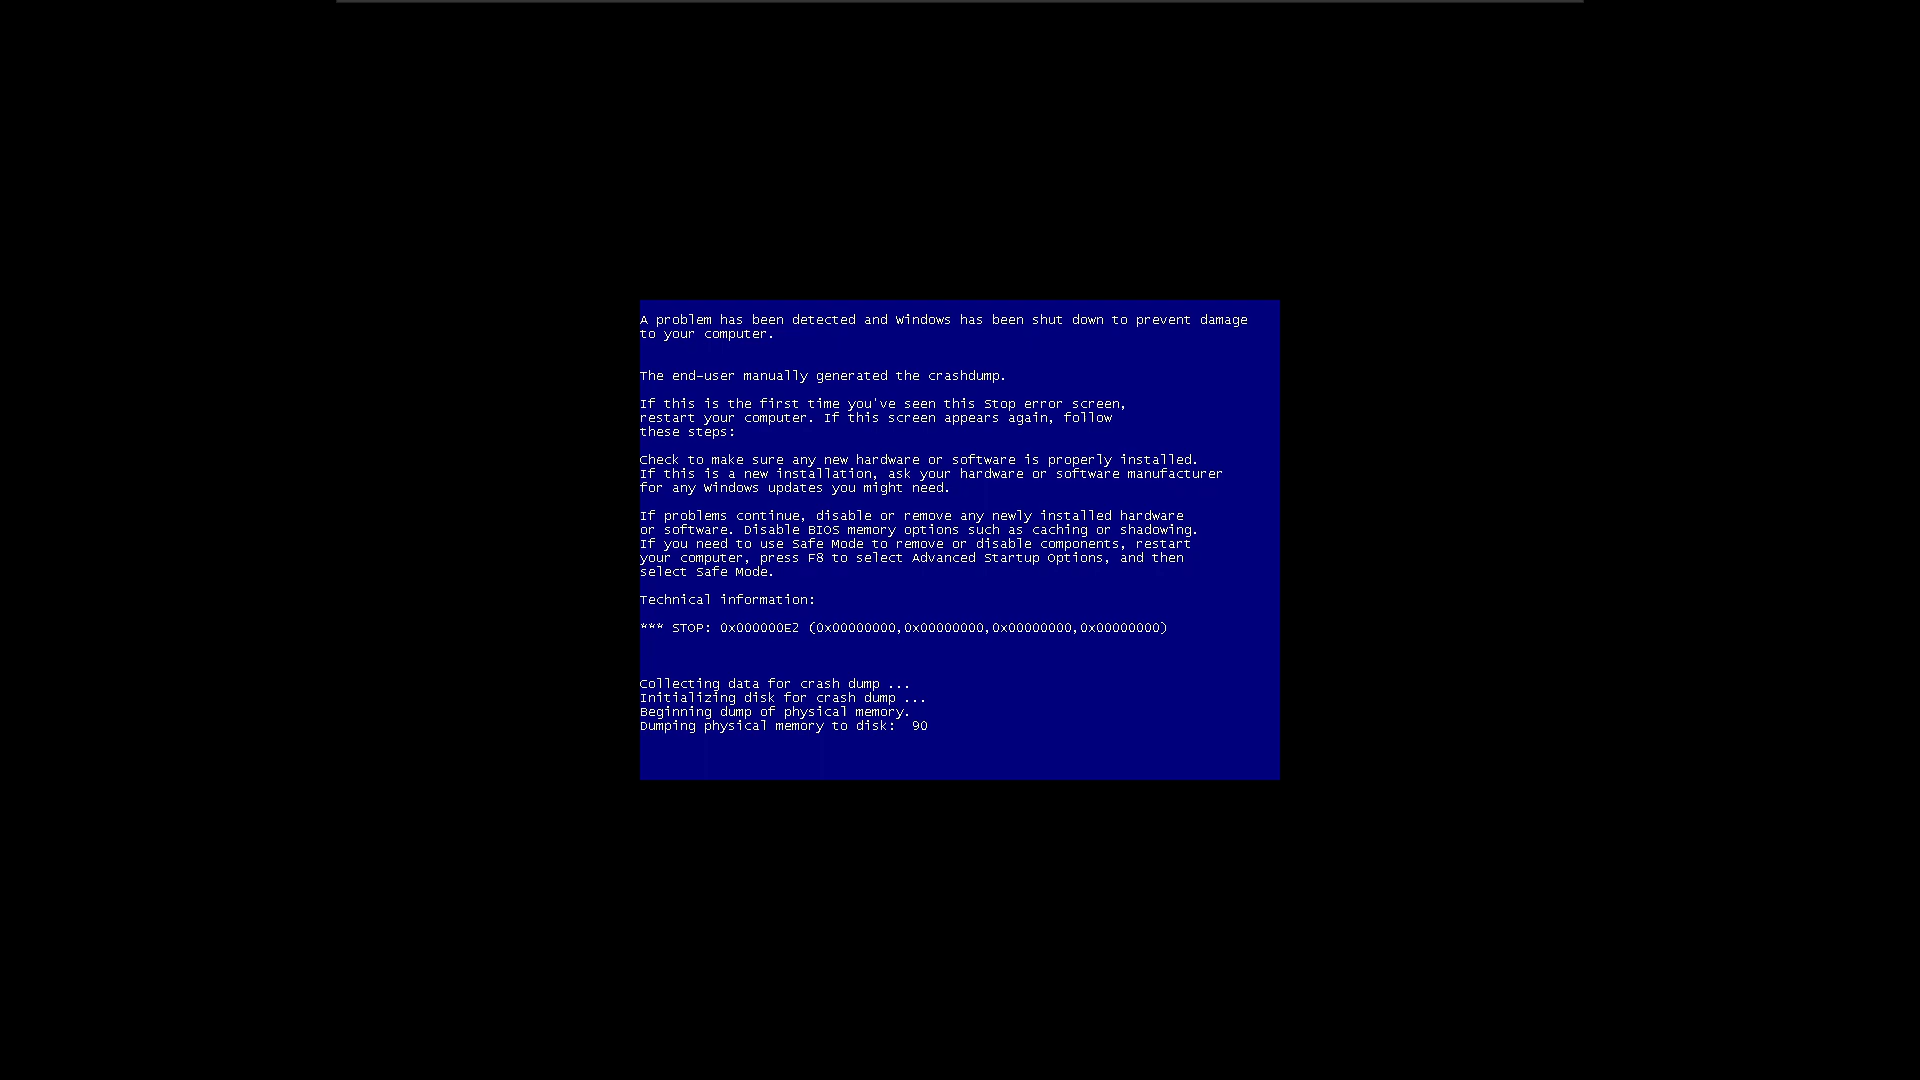 A problem has been detected and Windows has been shut down to prevent damage
to your computer.
The end-user manually generated the crashdump.
If this is the first time you've seen this Stop error screen,
restart your computer. If this screen appears again, follow
these steps:
Check to make sure any new hardware or software is properly installed.
If this is a new installation, ask your hardware or software manufacturer
for any Windows updates you might need.
If problems continue, disable or remove any newly installed hardware
or software. Disable BIOS memory options such as caching or shadowing.
If you need to use Safe Mode to remove or disable components, restart
your computer, press F8 to select Advanced Startup Options, and then
select Safe Mode.
Technical information:
*** STOP: 0x000000E2 (0x00000000,0x00000000,0x00000000,0x00000000)
Collecting data for crash dump ...
Initializing disk for crash dump ...
Beginning dump of physical memory.
Dumping physical memory to disk:  90